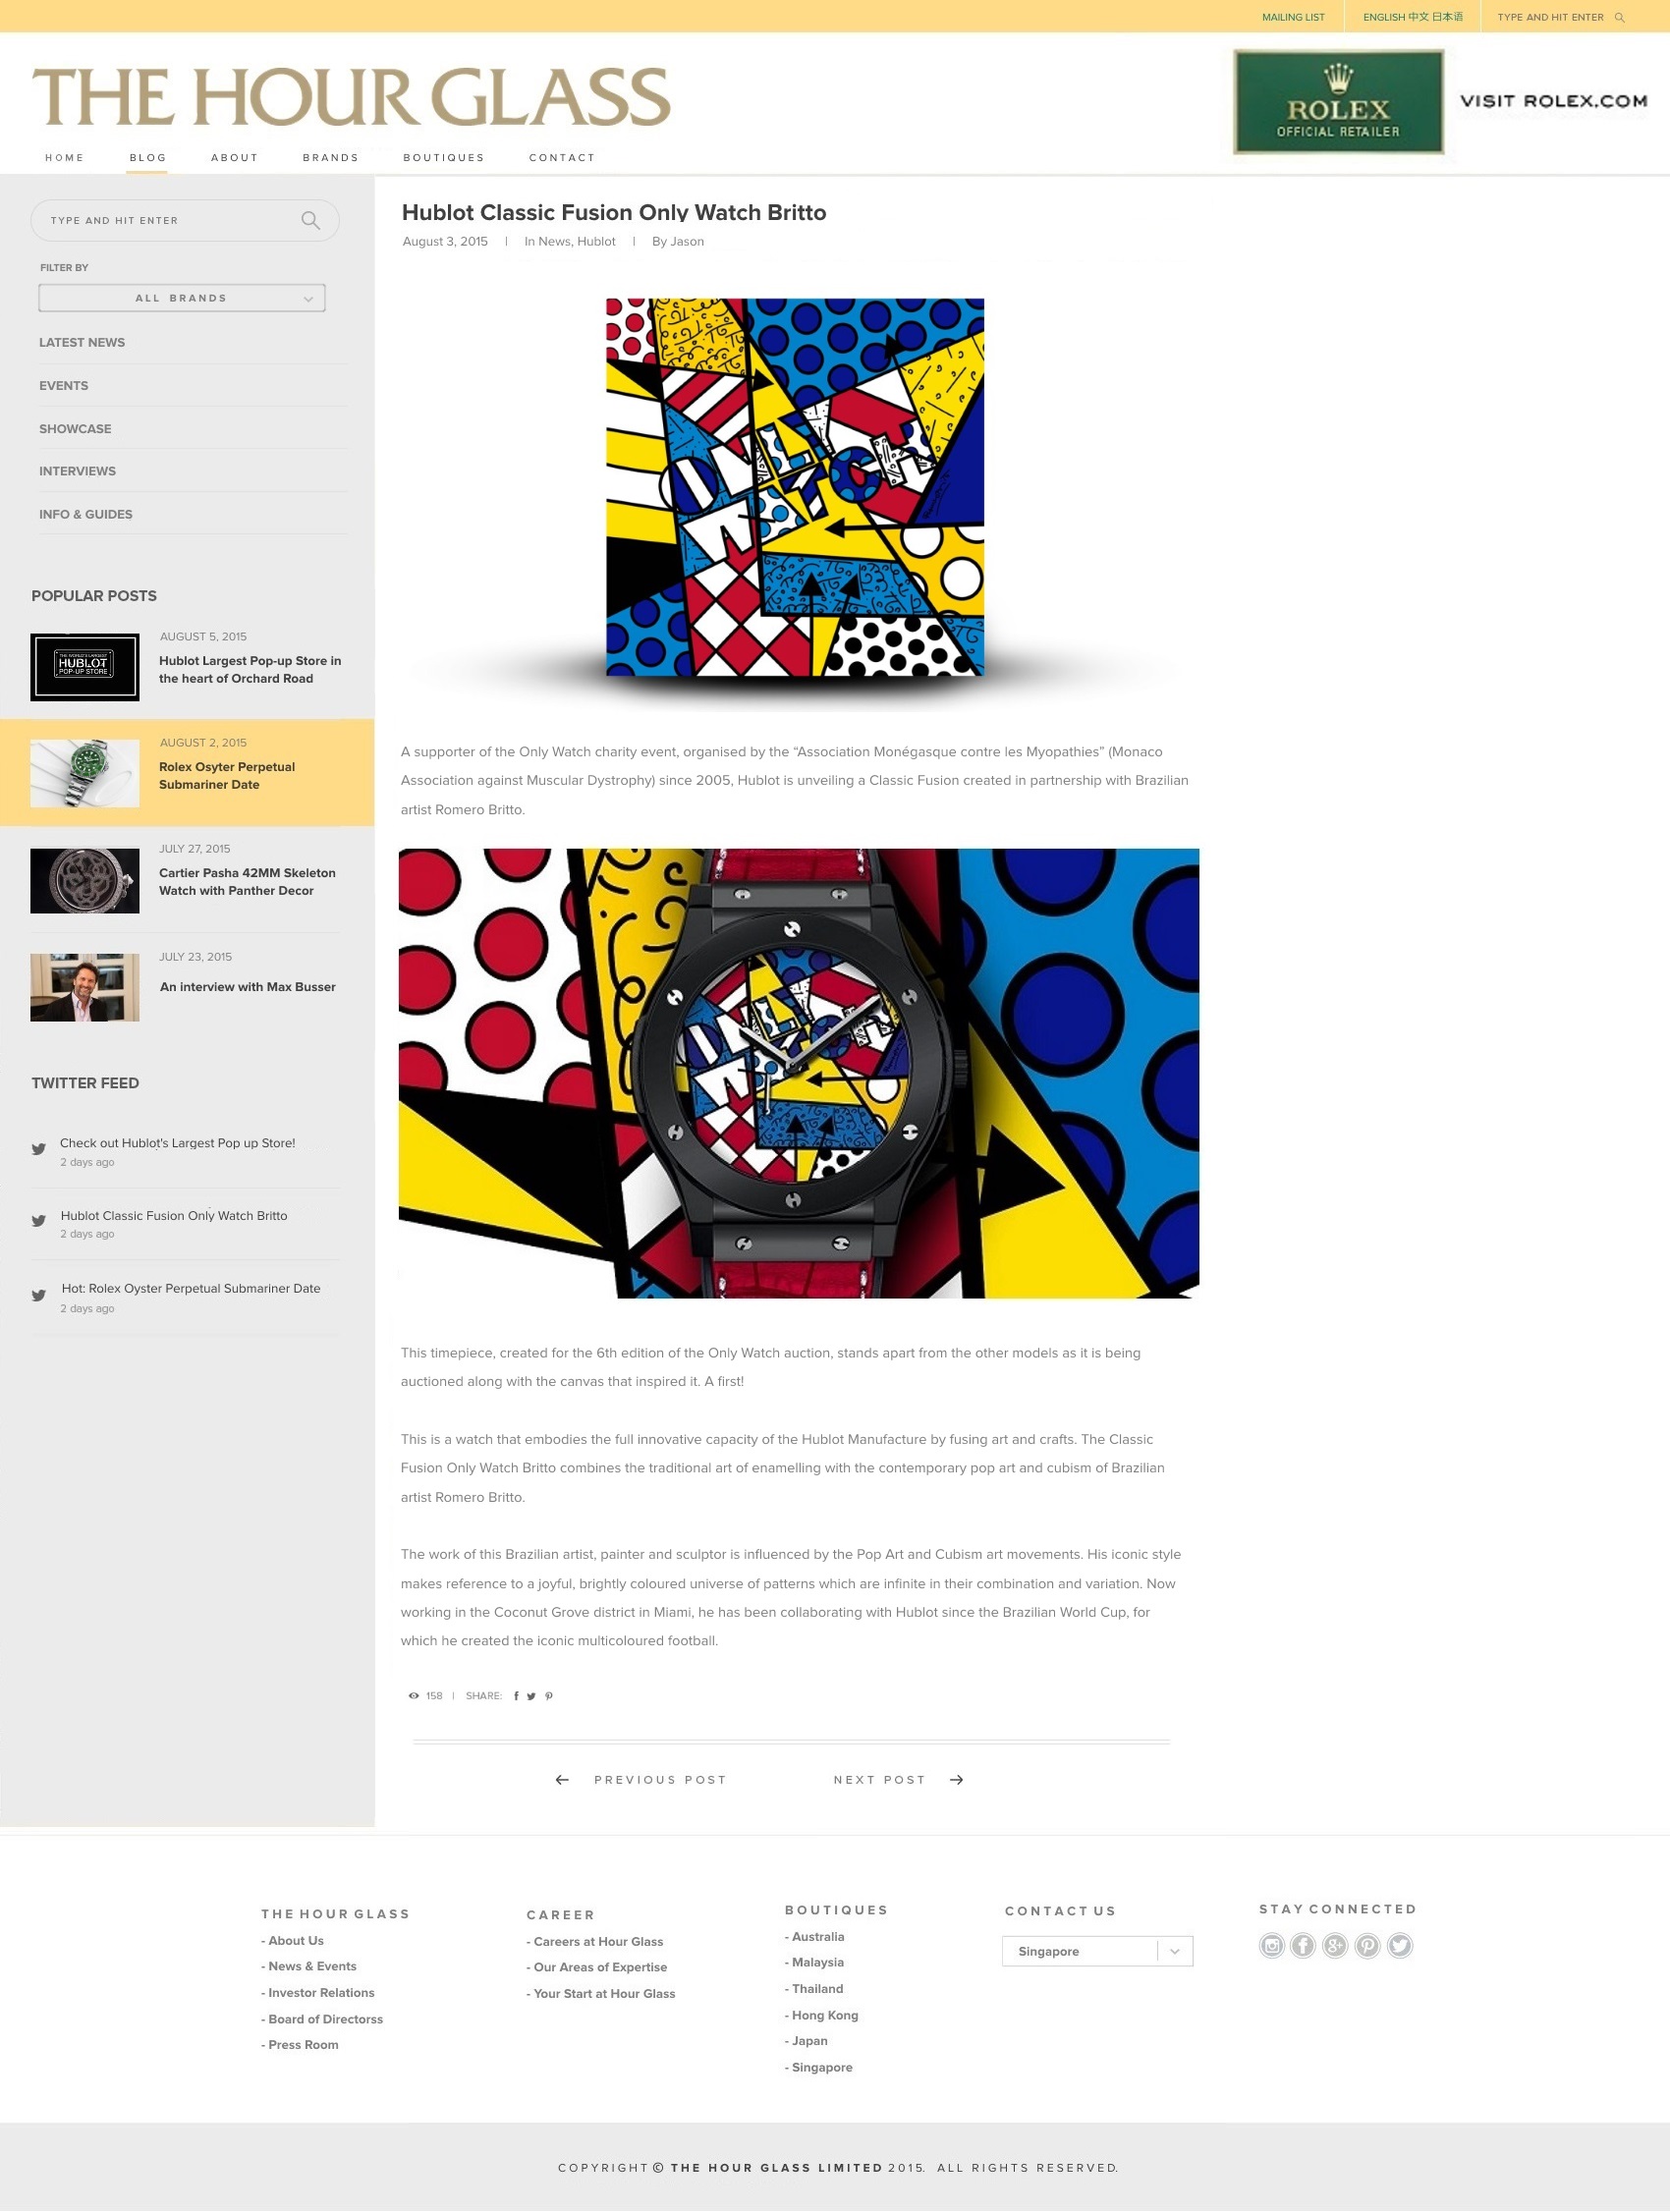 MAILING LIST
ENGLISH 中文 日本语
TYPE AND HIT ENTER
THE HOUR GLASS
ROLEX
OFFICIAL RETAILER
VISIT ROLEX.COM
HOME BLOG ABOUT BRANDS BOUTIQUES CONTACT
TYPE AND HIT ENTER
FILTER BY
ALL BRANDS
LATEST NEWS
EVENTS
SHOWCASE
INTERVIEWS
INFO & GUIDES
POPULAR POSTS
THE WORLD'S LARGEST
HUBLOT
POP-UP STORE
AUGUST 5, 2015
Hublot Largest Pop-up Store in
the heart of Orchard Road
AUGUST 2, 2015
Rolex Osyter Perpetual
Submariner Date
JULY 27, 2015
Cartier Pasha 42MM Skeleton
Watch with Panther Decor
JULY 23, 2015
An interview with Max Busser
TWITTER FEED
Check out Hublot's Largest Pop up Store!
2 days ago
Hublot Classic Fusion Only Watch Britto
2 days ago
Hot: Rolex Oyster Perpetual Submariner Date
2 days ago
Hublot Classic Fusion Only Watch Britto
August 3, 2015 | In News, Hublot | By Jason
ONLY
WATCH
A supporter of the Only Watch charity event, organised by the “Association Monégasque contre les Myopathies” (Monaco
Association against Muscular Dystrophy) since 2005, Hublot is unveiling a Classic Fusion created in partnership with Brazilian
artist Romero Britto.
This timepiece, created for the 6th edition of the Only Watch auction, stands apart from the other models as it is being
auctioned along with the canvas that inspired it. A first!
This is a watch that embodies the full innovative capacity of the Hublot Manufacture by fusing art and crafts. The Classic
Fusion Only Watch Britto combines the traditional art of enamelling with the contemporary pop art and cubism of Brazilian
artist Romero Britto.
The work of this Brazilian artist, painter and sculptor is influenced by the Pop Art and Cubism art movements. His iconic style
makes reference to a joyful, brightly coloured universe of patterns which are infinite in their combination and variation. Now
working in the Coconut Grove district in Miami, he has been collaborating with Hublot since the Brazilian World Cup, for
which he created the iconic multicoloured football.
158 | SHARE:
PREVIOUS POST NEXT POST
THE HOUR GLASS
- About Us
- News & Events
- Investor Relations
- Board of Directorss
- Press Room
CAREER
- Careers at Hour Glass
- Our Areas of Expertise
- Your Start at Hour Glass
BOUTIQUES
- Australia
- Malaysia
- Thailand
- Hong Kong
- Japan
- Singapore
CONTACT US
Singapore
STAY CONNECTED
COPYRIGHT © THE HOUR GLASS LIMITED 2015. ALL RIGHTS RESERVED.